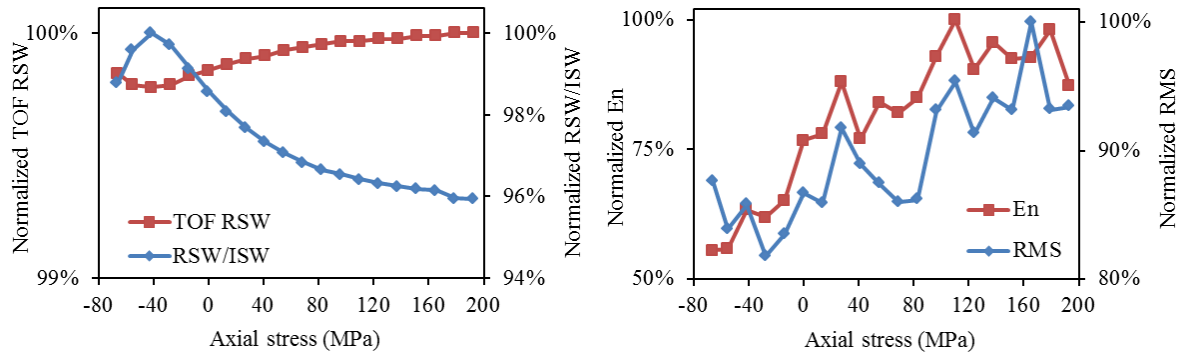 Normalized TOF RSW
100%
99%
TOF RSW
RSW/ISW
-80 -40 0 40 80 120 160 200
Axial stress (MPa)
100%
98%
96%
94%
Normalized RSW/ISW
Normalized En
100%
75%
50%
En
RMS
-80 -40 0 40 80 120 160 200
Axial stress (MPa)
100%
90%
80%
Normalized RMS